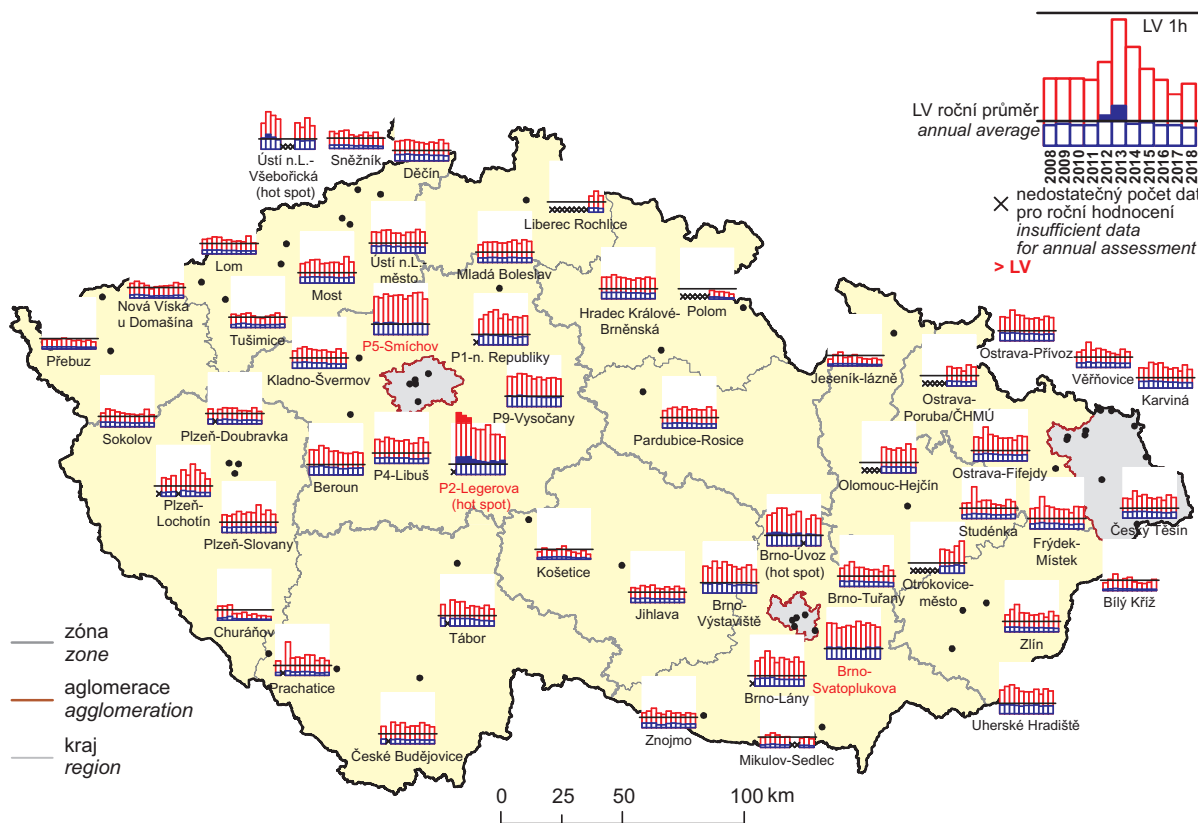 LV 1h
LV roční průměr
annual average
2008
2009
2010
2011
2012
2013
2014
2015
2016
2017
2018
× nedostatečný počet dat
pro roční hodnocení
insufficient data
for annual assessment
> LV
Ústí n.L.-
Všebořická
(hot spot)
Sněžník
Děčín
Liberec Rochlice
Lom
Most
Ústí n.L.-
město
Mladá Boleslav
Nová Víska
u Domašína
Tušimice
P5-Smíchov
P1-n. Republiky
Hradec Králové-
Brněnská
Polom
Přebuz
Kladno-Švermov
Jeseník-lázně
Ostrava-Přívoz
Věřňovice
Karviná
Ostrava-
Poruba/ČHMÚ
Sokolov
Plzeň-Doubravka
P9-Vysočany
Pardubice-Rosice
Beroun
P4-Libuš
P2-Legerova
(hot spot)
Olomouc-Hejčín
Ostrava-Fifejdy
Plzeň-
Lochotín
Plzeň-Slovany
Studénka
Frýdek-
Místek
Český Těšín
Košetice
Brno-Úvoz
(hot spot)
Jihlava
Brno-
Výstaviště
Brno-Tuřany
Otrokovice-
město
Bílý Kříž
Churáňov
Tábor
Zlín
Prachatice
Brno-Lány
Brno-
Svatoplukova
Uherské Hradiště
České Budějovice
Znojmo
Mikulov-Sedlec
zóna
zone
aglomerace
agglomeration
kraj
region
0 25 50 100 km